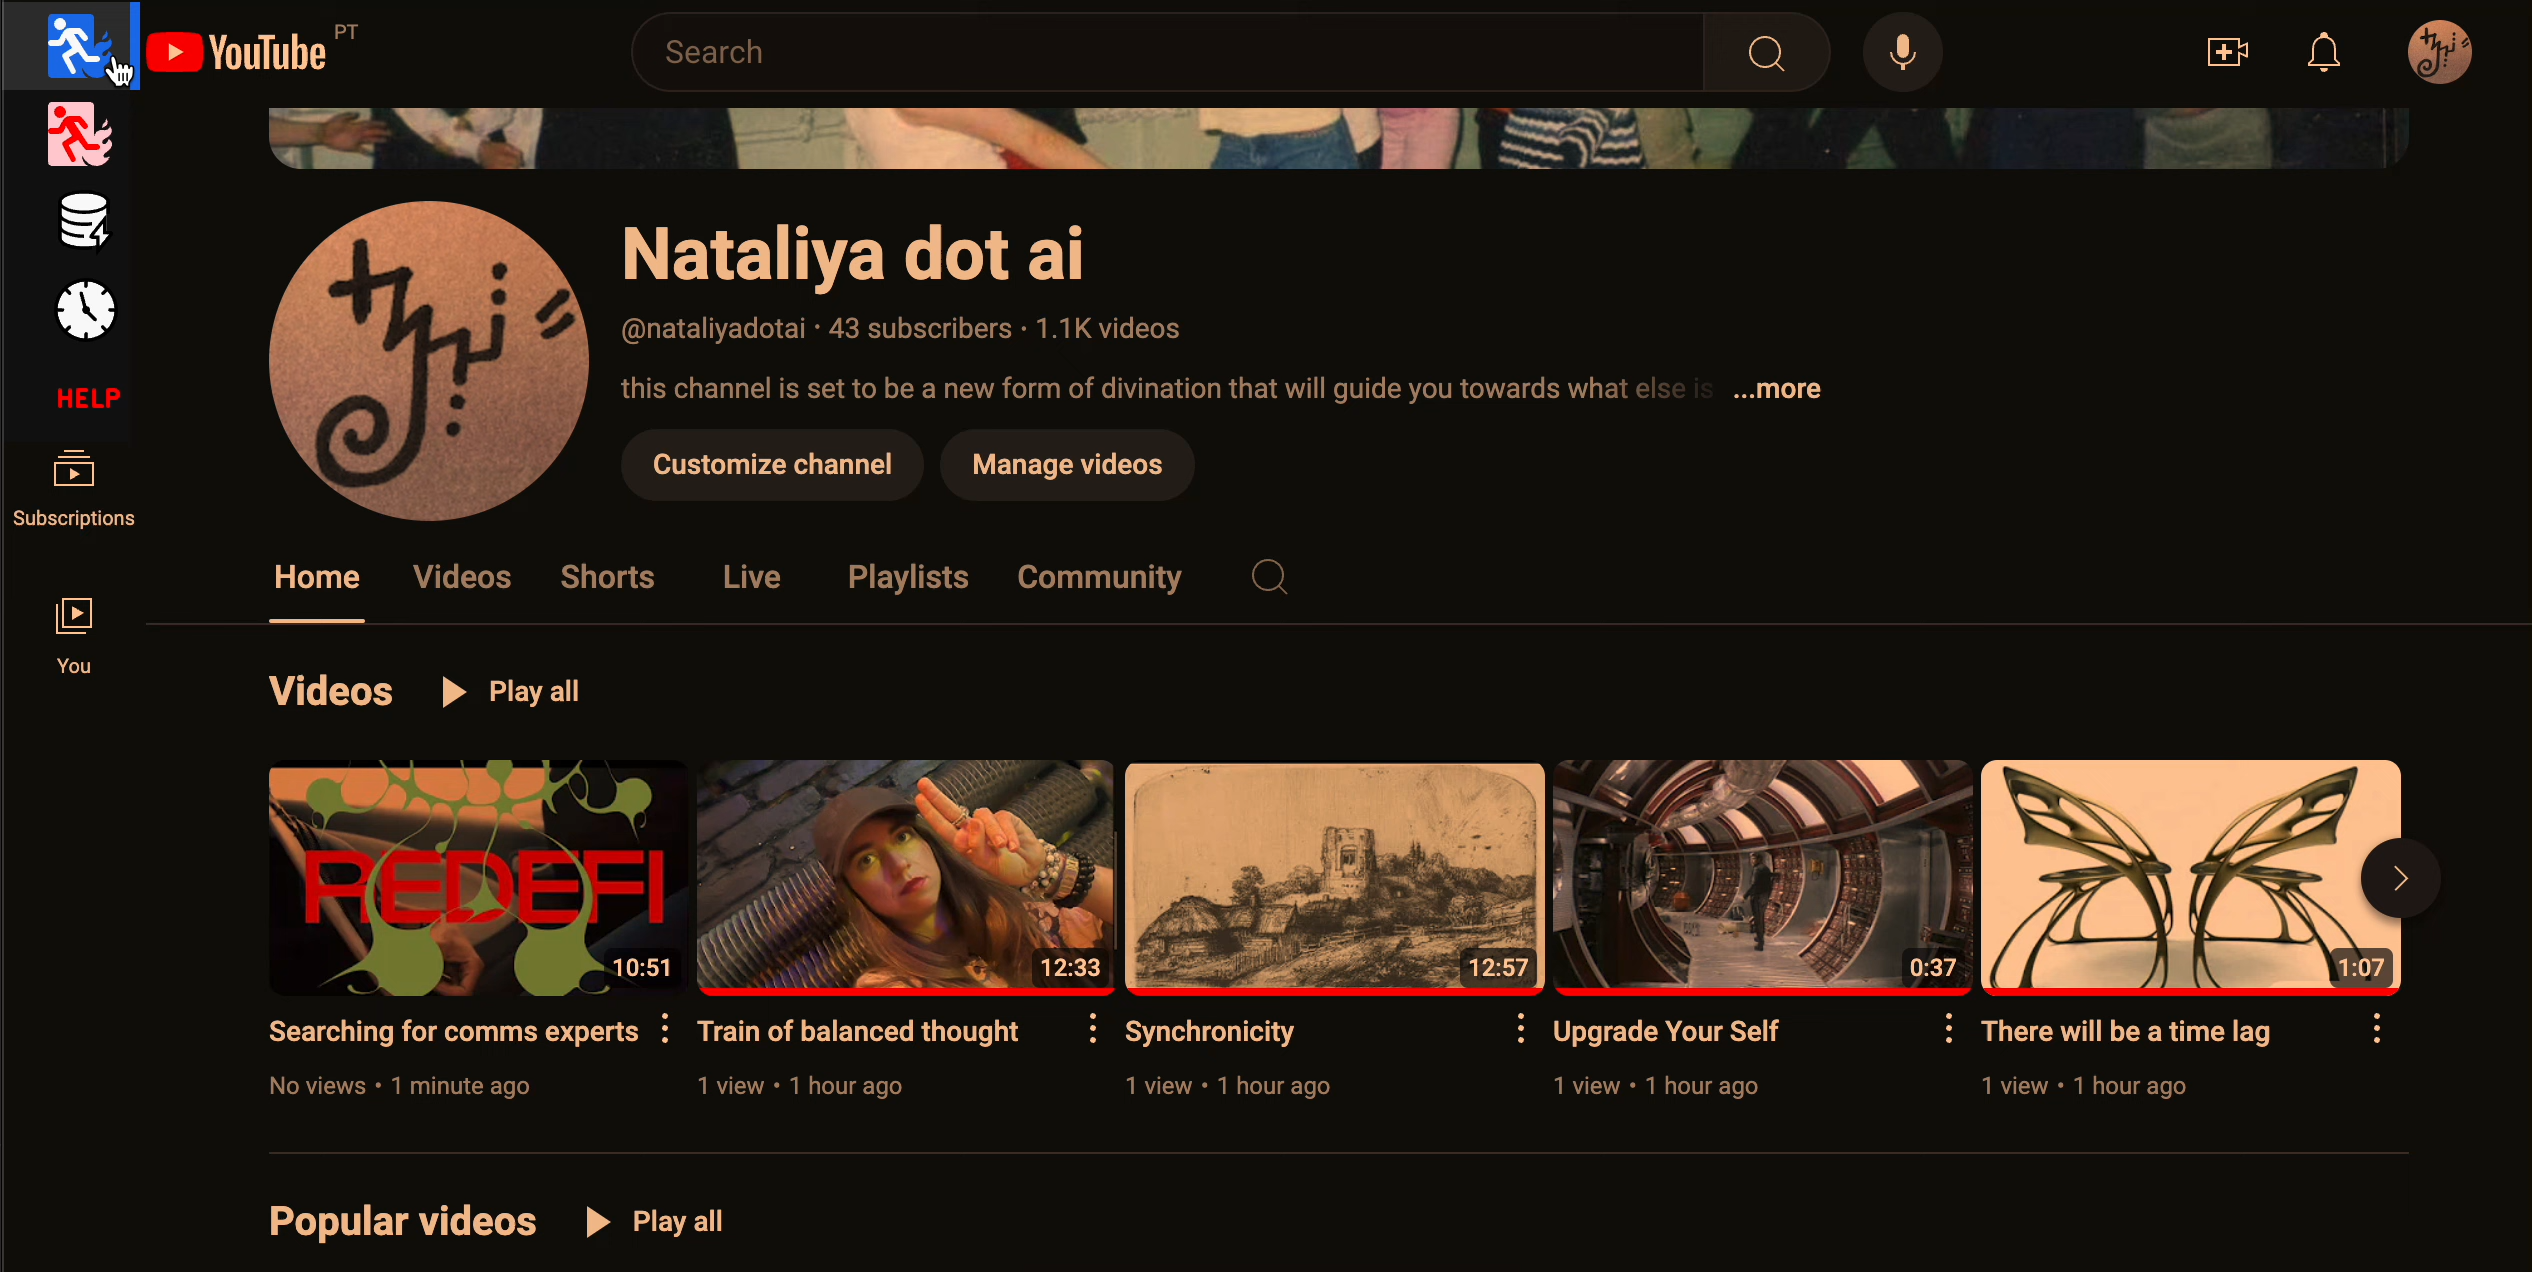 YouTube PT
Search
HELP
Subscriptions
You
Nataliya dot ai
@nataliyadotai · 43 subscribers · 1.1K videos
this channel is set to be a new form of divination that will guide you towards what else is ...more
Customize channel
Manage videos
Home Videos Shorts Live Playlists Community
Videos Play all
REDEFI
10:51
12:33
12:57
0:37
1:07
Searching for comms experts
No views · 1 minute ago
Train of balanced thought
1 view · 1 hour ago
Synchronicity
1 view · 1 hour ago
Upgrade Your Self
1 view · 1 hour ago
There will be a time lag
1 view · 1 hour ago
Popular videos Play all